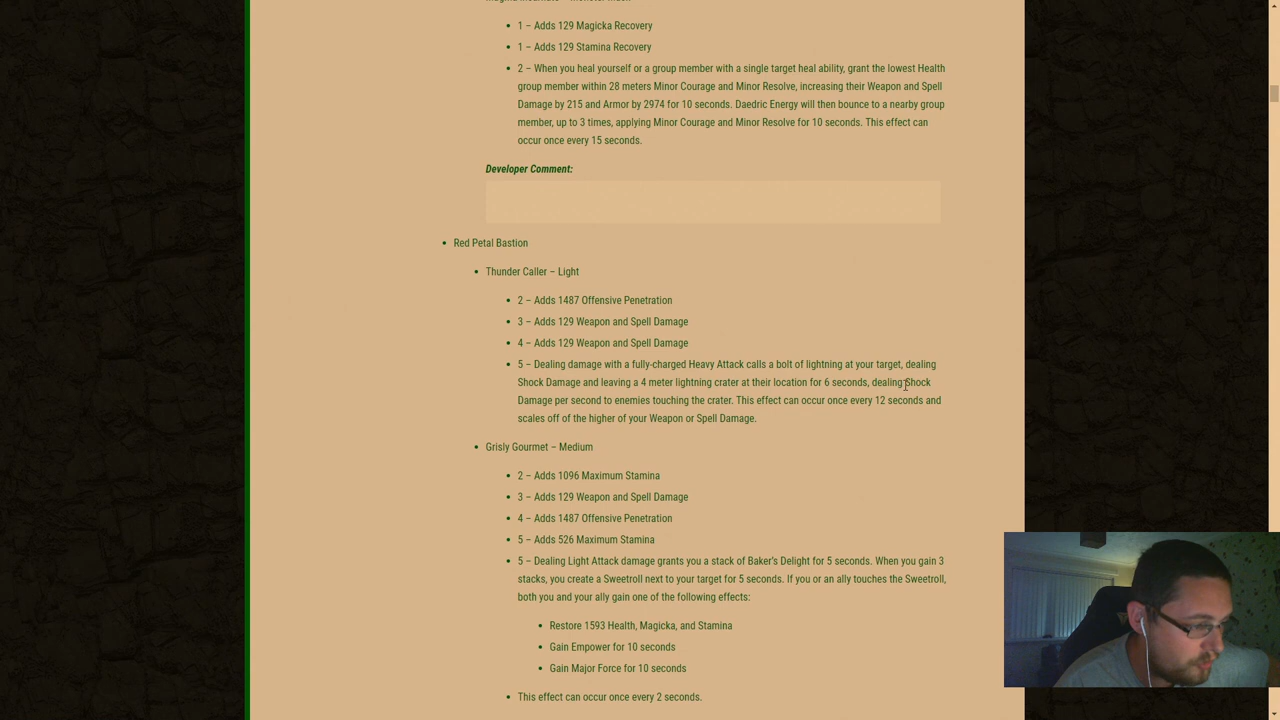 1 – Adds 129 Magicka Recovery
1 – Adds 129 Stamina Recovery
2 – When you heal yourself or a group member with a single target heal ability, grant the lowest Health
group member within 28 meters Minor Courage and Minor Resolve, increasing their Weapon and Spell
Damage by 215 and Armor by 2974 for 10 seconds. Daedric Energy will then bounce to a nearby group
member, up to 3 times, applying Minor Courage and Minor Resolve for 10 seconds. This effect can
occur once every 15 seconds.
Developer Comment:
Red Petal Bastion
Thunder Caller – Light
2 – Adds 1487 Offensive Penetration
3 – Adds 129 Weapon and Spell Damage
4 – Adds 129 Weapon and Spell Damage
5 – Dealing damage with a fully-charged Heavy Attack calls a bolt of lightning at your target, dealing
Shock Damage and leaving a 4 meter lightning crater at their location for 6 seconds, dealing Shock
Damage per second to enemies touching the crater. This effect can occur once every 12 seconds and
scales off of the higher of your Weapon or Spell Damage.
Grisly Gourmet – Medium
2 – Adds 1096 Maximum Stamina
3 – Adds 129 Weapon and Spell Damage
4 – Adds 1487 Offensive Penetration
5 – Adds 526 Maximum Stamina
5 – Dealing Light Attack damage grants you a stack of Baker's Delight for 5 seconds. When you gain 3
stacks, you create a Sweetroll next to your target for 5 seconds. If you or an ally touches the Sweetroll,
both you and your ally gain one of the following effects:
Restore 1593 Health, Magicka, and Stamina
Gain Empower for 10 seconds
Gain Major Force for 10 seconds
This effect can occur once every 2 seconds.